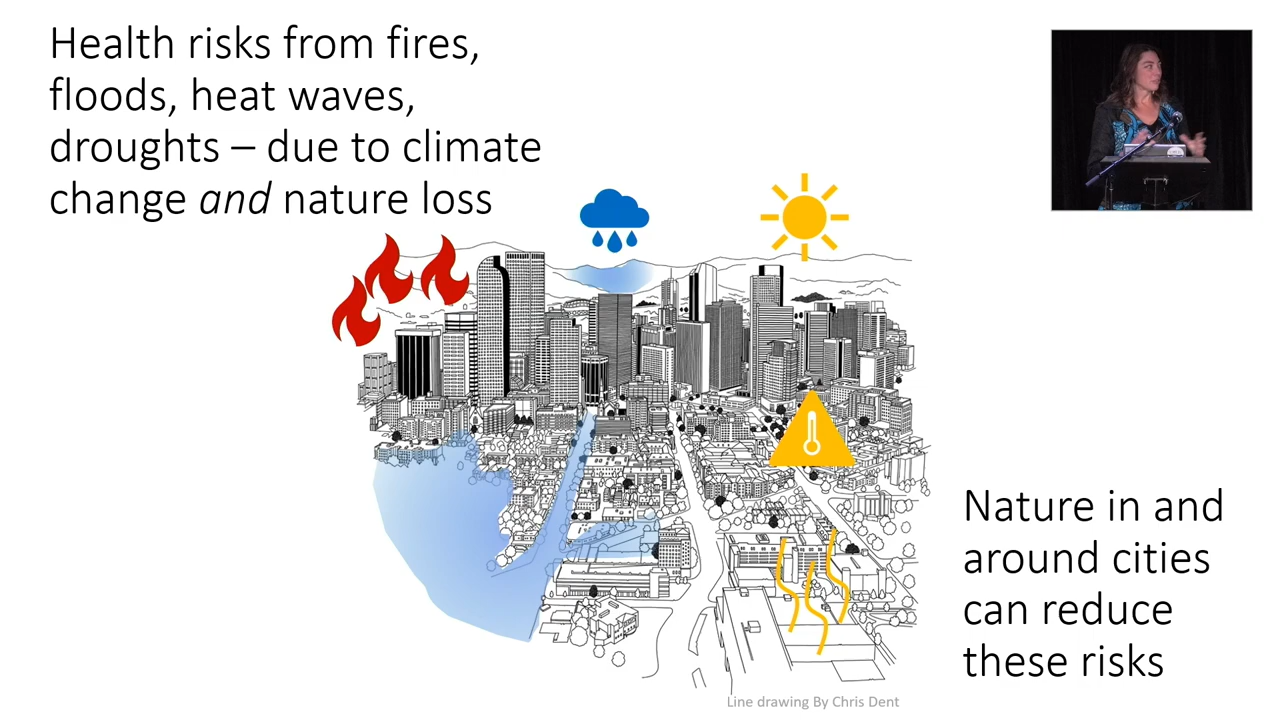 Health risks from fires,
floods, heat waves,
droughts – due to climate
change and nature loss
Nature in and
around cities
can reduce
these risks
Line drawing By Chris Dent